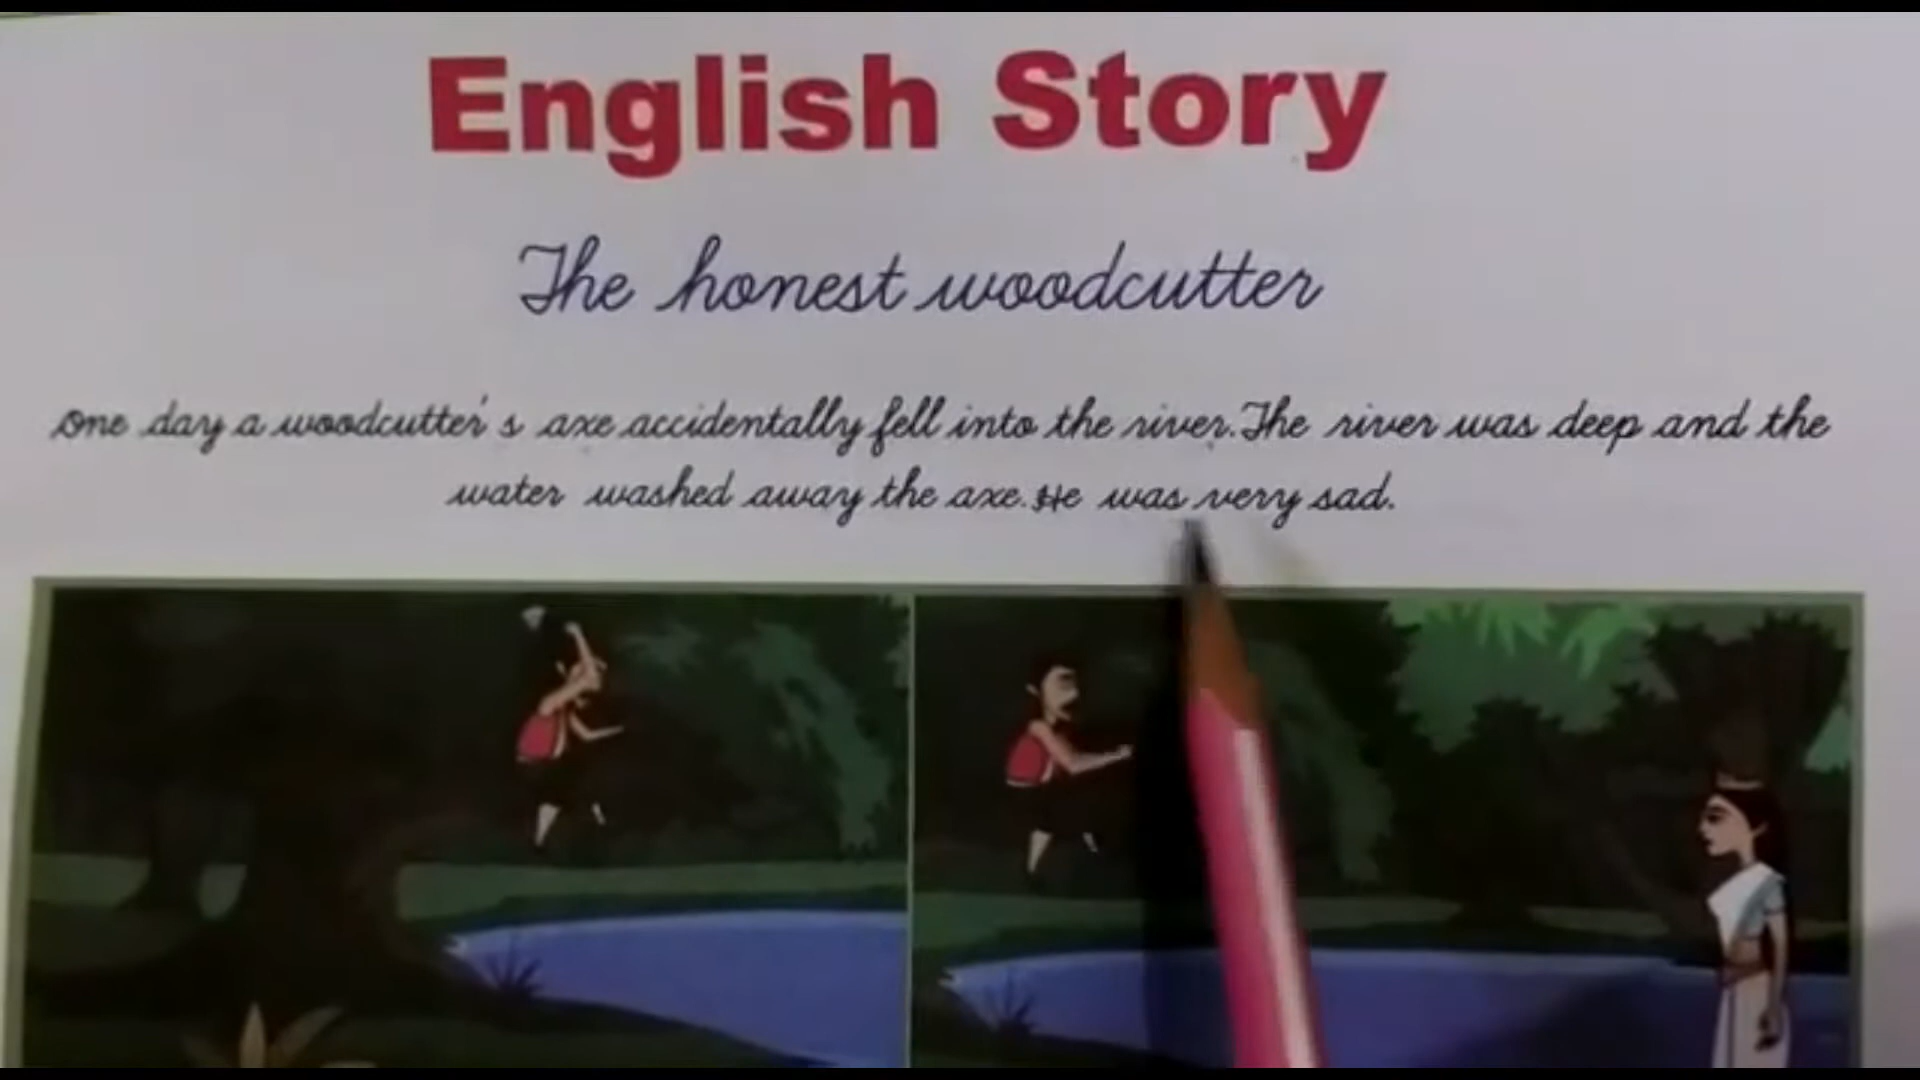 English Story
The honest woodcutter
one day a woodcutter's axe accidentally fell into the river.The river was deep and the
water washed away the axe.He was very sad.